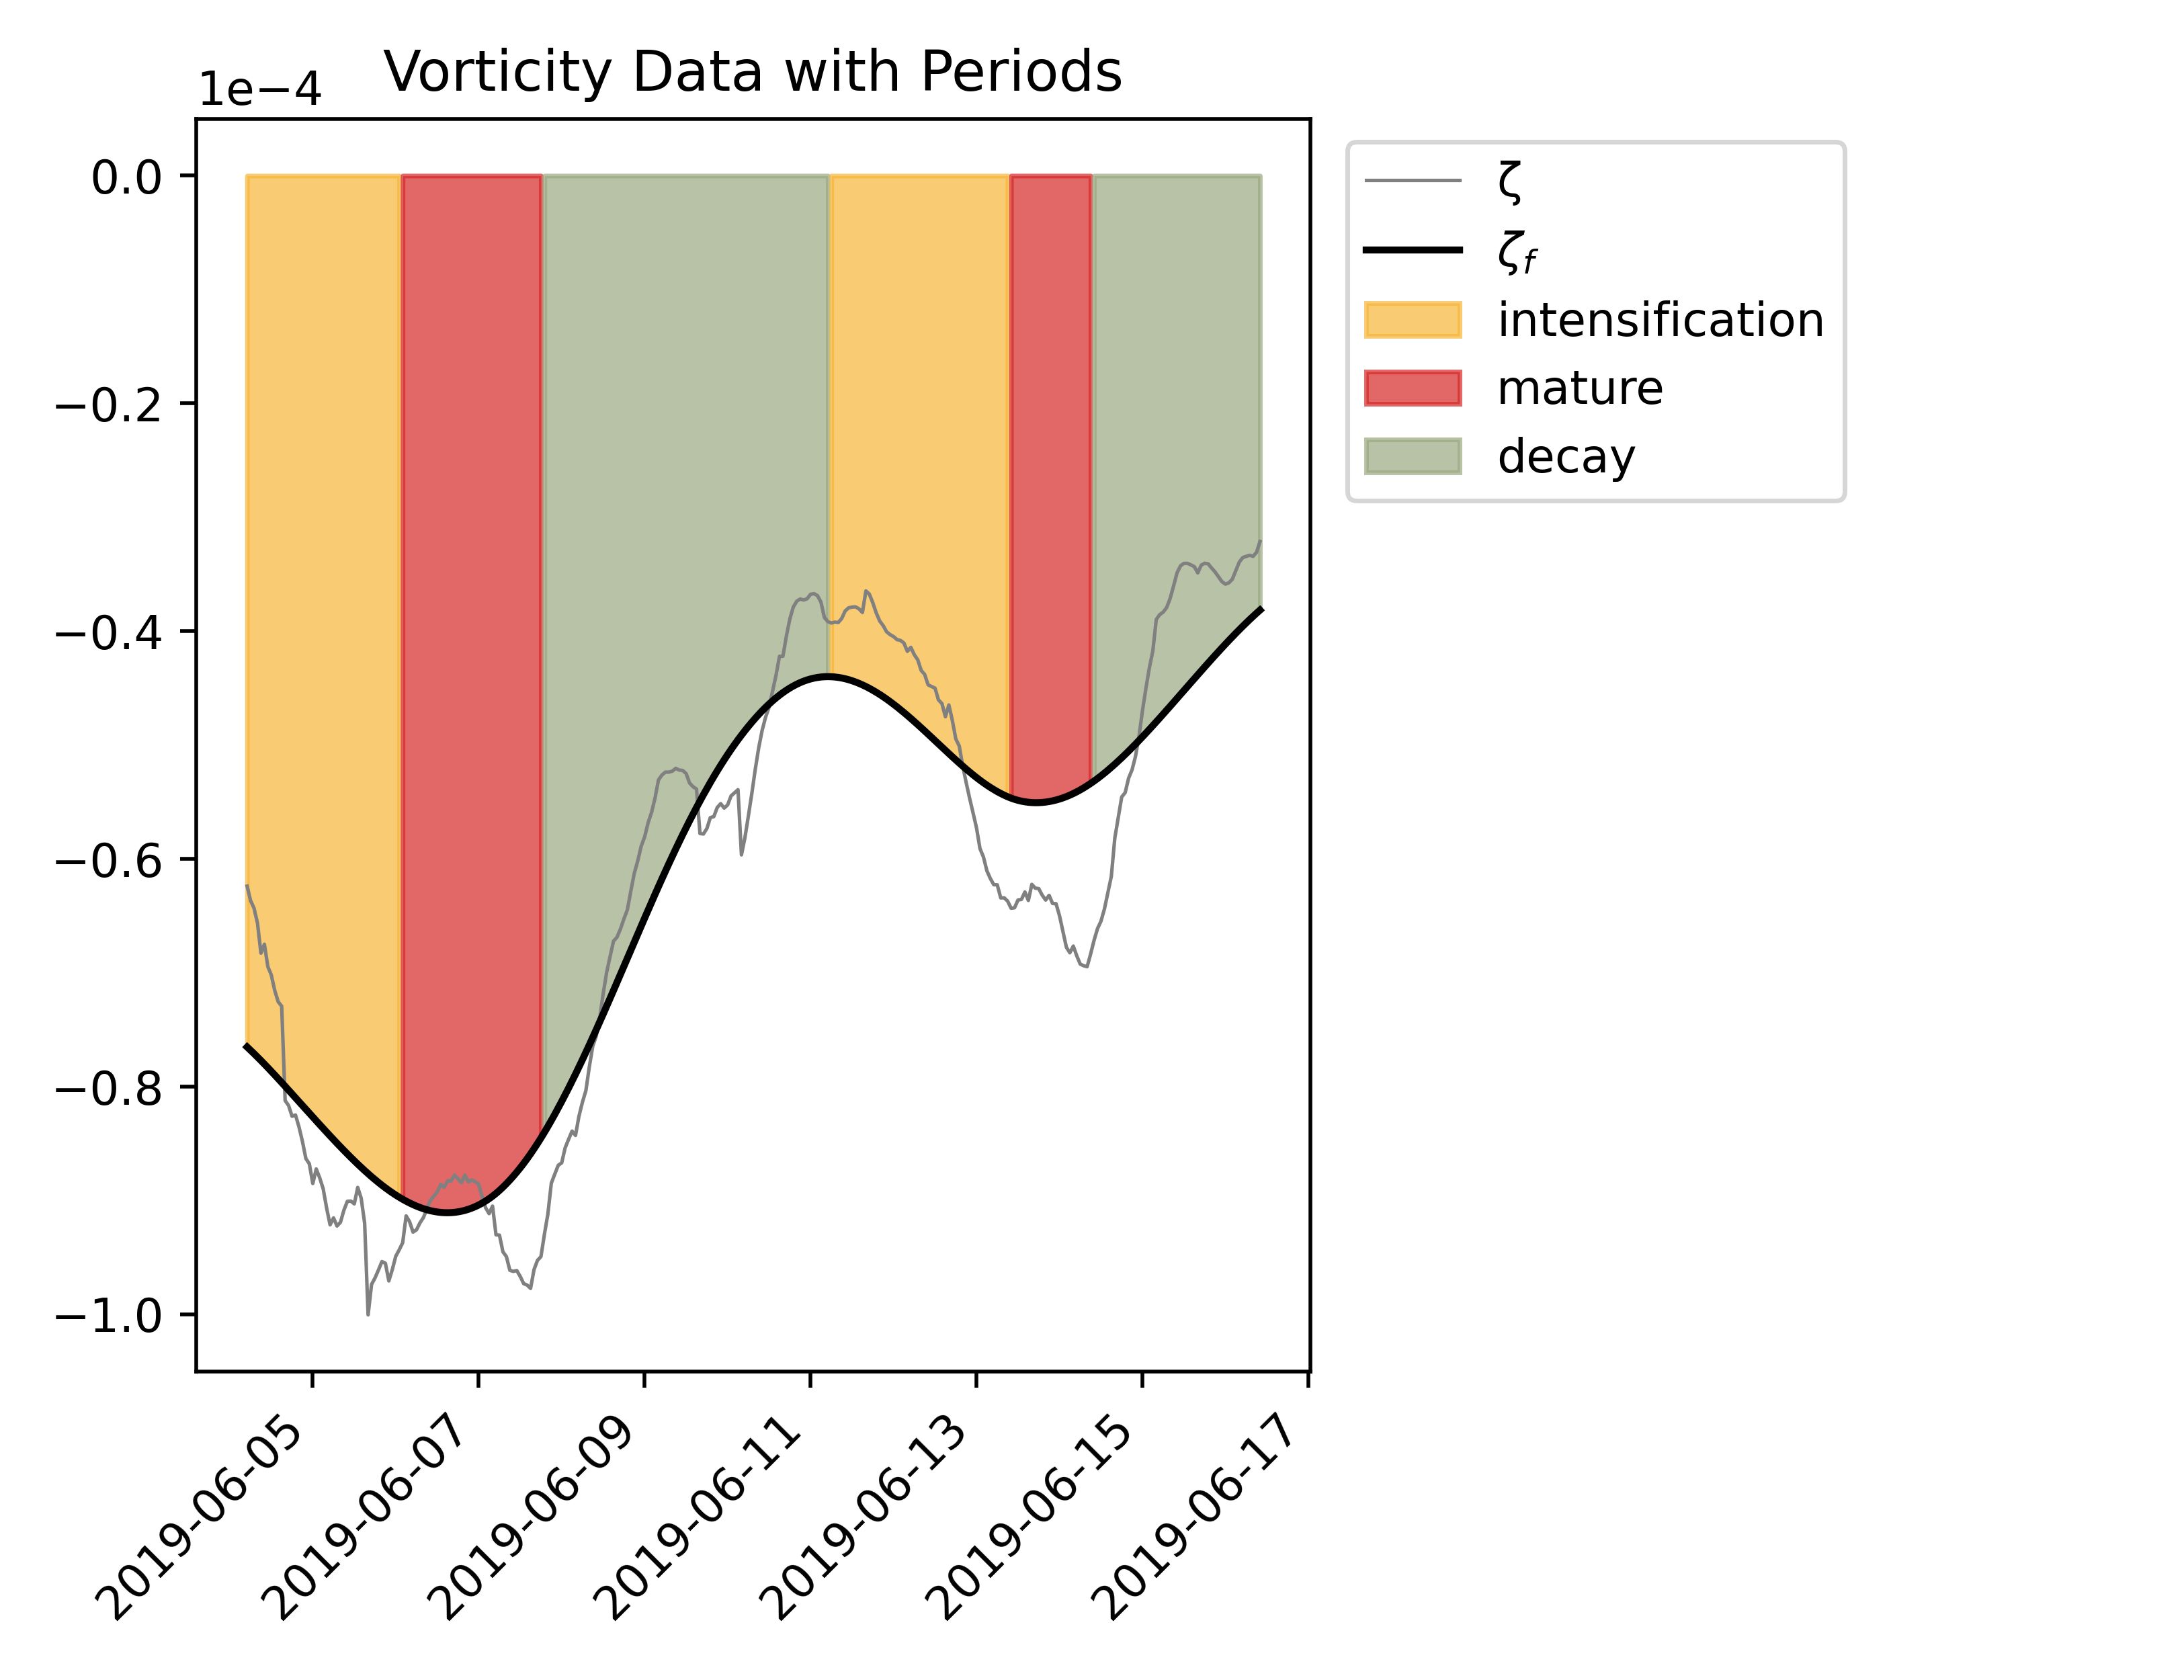 Vorticity Data with Periods
1e−4
0.0
−0.2
−0.4
−0.6
−0.8
−1.0
2019-06-05
2019-06-07
2019-06-09
2019-06-11
2019-06-13
2019-06-15
2019-06-17
ζ
ζf
intensification
mature
decay